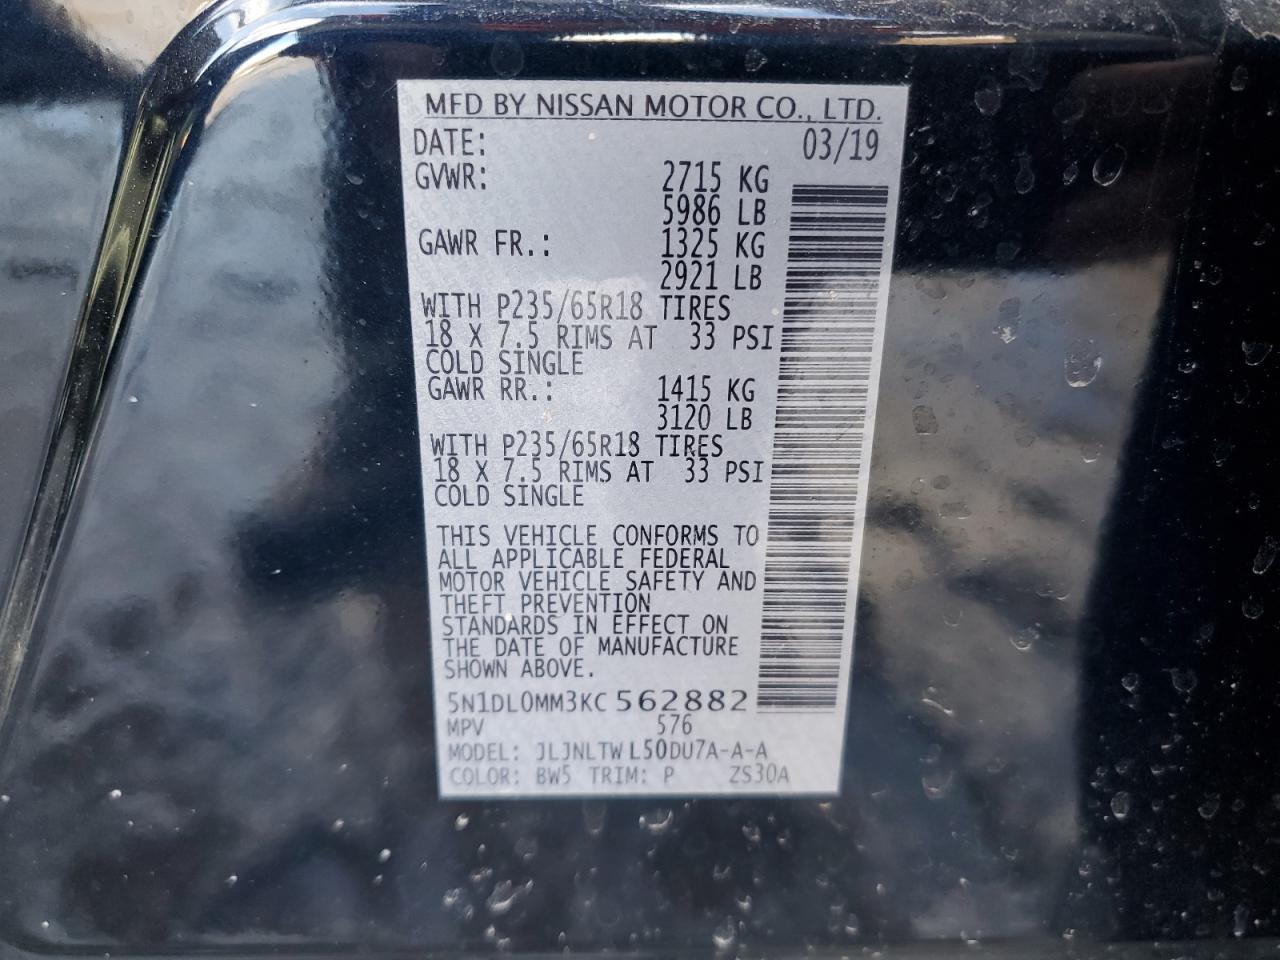 MFD BY NISSAN MOTOR CO., LTD.
DATE: 03/19
GVWR: 2715 KG
5986 LB
GAWR FR.: 1325 KG
2921 LB
WITH P235/65R18 TIRES
18 X 7.5 RIMS AT 33 PSI
COLD SINGLE
GAWR RR.: 1415 KG
3120 LB
WITH P235/65R18 TIRES
18 X 7.5 RIMS AT 33 PSI
COLD SINGLE
THIS VEHICLE CONFORMS TO
ALL APPLICABLE FEDERAL
MOTOR VEHICLE SAFETY AND
THEFT PREVENTION
STANDARDS IN EFFECT ON
THE DATE OF MANUFACTURE
SHOWN ABOVE.
5N1DL0MM3KC562882
MPV 576
MODEL: JLJNLTWL50DU7A-A-A
COLOR: BW5 TRIM: P ZS30A